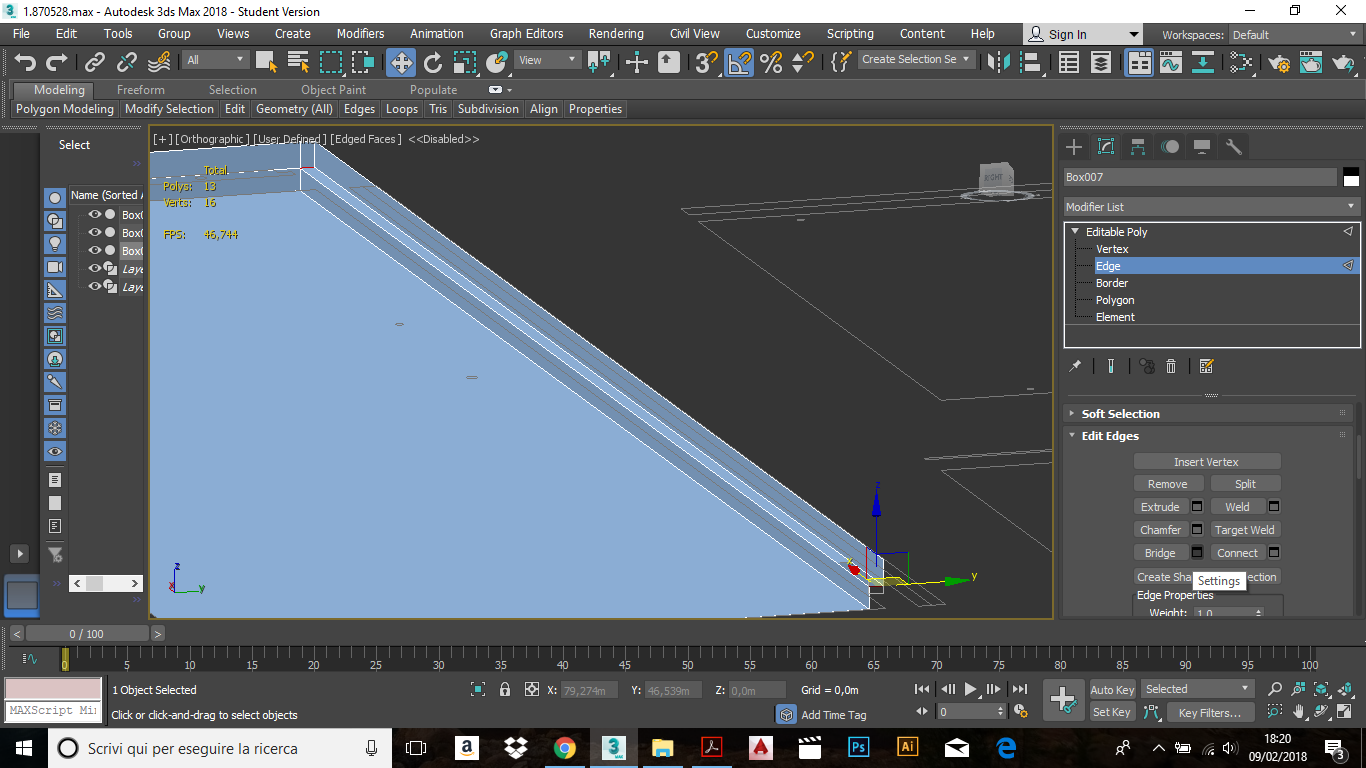 1.870528.max - Autodesk 3ds Max 2018 - Student Version
File Edit Tools Group Views Create Modifiers Animation Graph Editors Rendering Civil View Customize Scripting Content Help Sign In Workspaces: Default
All View Create Selection Se
Modeling Freeform Selection Object Paint Populate
Polygon Modeling Modify Selection Edit Geometry (All) Edges Loops Tris Subdivision Align Properties
Select
Name (Sorted A
Box0
Box0
Box0
Laye
Laye
[+] [Orthographic] [User Defined] [Edged Faces] <<Disabled>>
Total
Polys: 13
Verts: 16
FPS: 46,744
RIGHT
z
x
y
z
x
y
Box007
Modifier List
Editable Poly
Vertex
Edge
Border
Polygon
Element
Soft Selection
Edit Edges
Insert Vertex
Remove Split
Extrude Weld
Chamfer Target Weld
Bridge Connect
Create Sha ection
Settings
Edge Properties
Weight: 1,0
< 0 / 100 >
0 5 10 15 20 25 30 35 40 45 50 55 60 65 70 75 80 85 90 95 100
1 Object Selected X: 79,274m Y: 46,539m Z: 0,0m Grid = 0,0m Auto Key Selected
MAXScript Min Click or click-and-drag to select objects Add Time Tag 0 Set Key Key Filters...
Scrivi qui per eseguire la ricerca
18:20
09/02/2018
3